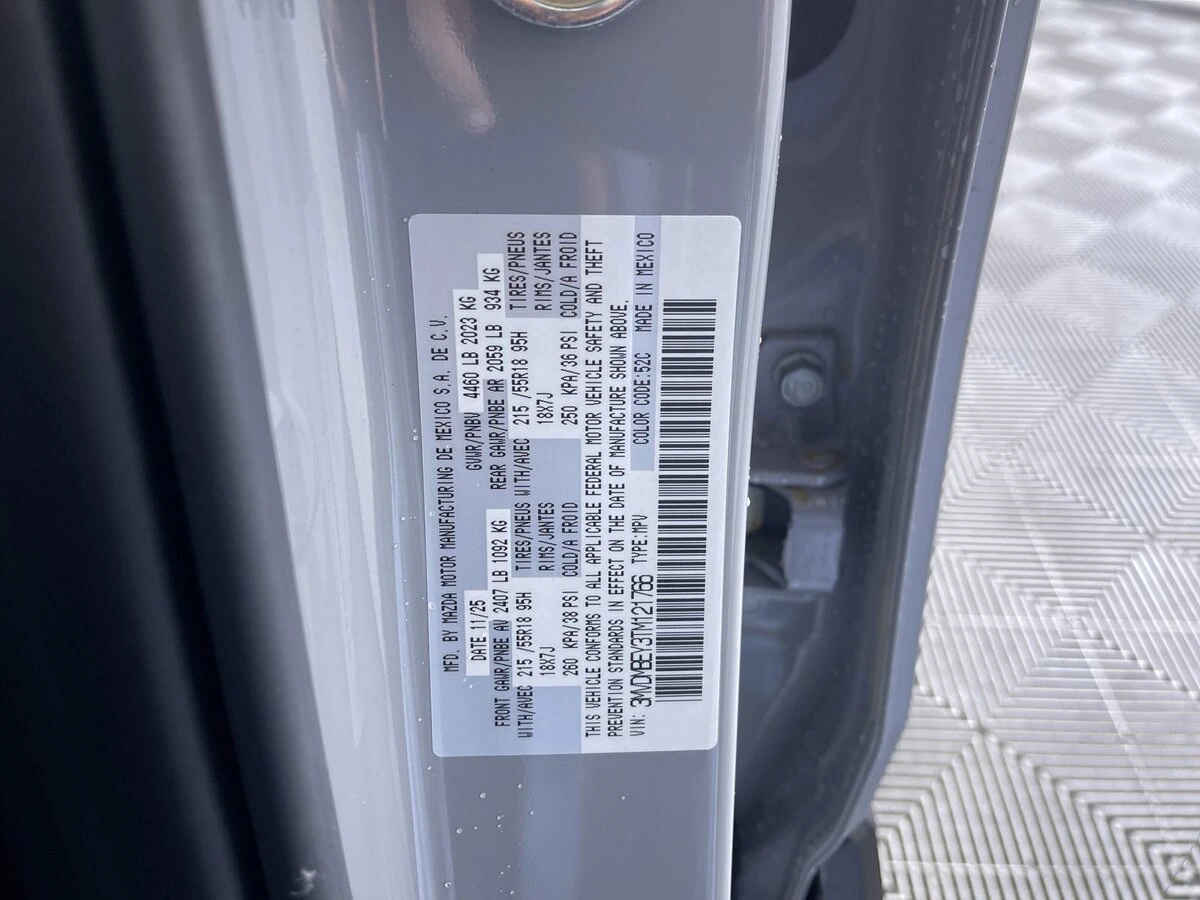 MFD. BY MAZDA MOTOR MANUFACTURING DE MEXICO S.A. DE C.V.
DATE 11/25 GVWR/PNBV 4460 LB 2023 KG
FRONT GAWR/PNBE AV 2407 LB 1092 KG REAR GAWR/PNBE AR 2059 LB 934 KG
WITH/AVEC 215 /55R18 95H TIRES/PNEUS WITH/AVEC 215 /55R18 95H TIRES/PNEUS
18X7J RIMS/JANTES 18X7J RIMS/JANTES
260 KPA/38 PSI COLD/A FROID 250 KPA/36 PSI COLD/A FROID
THIS VEHICLE CONFORMS TO ALL APPLICABLE FEDERAL MOTOR VEHICLE SAFETY AND THEFT
PREVENTION STANDARDS IN EFFECT ON THE DATE OF MANUFACTURE SHOWN ABOVE.
VIN: 3MVDMBEY3TM121766 TYPE:MPV COLOR CODE:52C MADE IN MEXICO